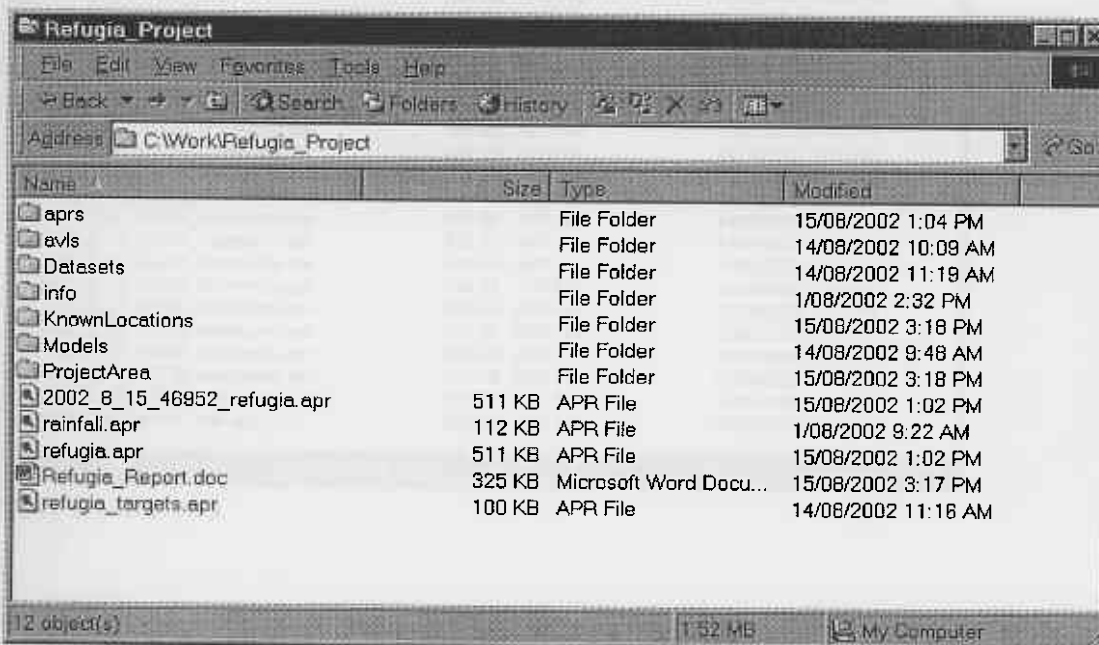 Refugia_Project
File Edit View Favorites Tools Help
Back Search Folders History
Address C:\Work\Refugia_Project Go
Name Size Type Modified
aprs File Folder 15/08/2002 1:04 PM
avls File Folder 14/08/2002 10:09 AM
Datasets File Folder 14/08/2002 11:19 AM
info File Folder 1/08/2002 2:32 PM
KnownLocations File Folder 15/08/2002 3:18 PM
Models File Folder 14/08/2002 9:48 AM
ProjectArea File Folder 15/08/2002 3:18 PM
2002_8_15_46952_refugia.apr 511 KB APR File 15/08/2002 1:02 PM
rainfall.apr 112 KB APR File 1/08/2002 9:22 AM
refugia.apr 511 KB APR File 15/08/2002 1:02 PM
Refugia_Report.doc 325 KB Microsoft Word Docu... 15/08/2002 3:17 PM
refugia_targets.apr 100 KB APR File 14/08/2002 11:16 AM
12 object(s) 1.52 MB My Computer